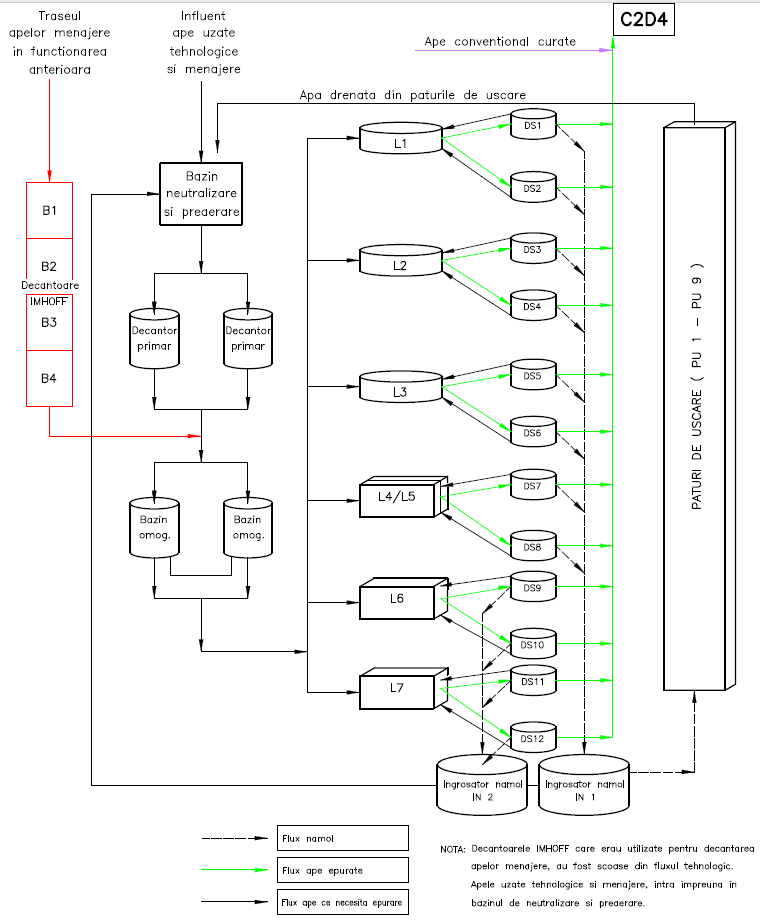 Traseul
apelor menajere
in functionarea
anterioara
Influent
ape uzate
tehnologice
si menajere
C2D4
Ape conventional curate
Apa drenata din paturile de uscare
B1
B2
Decantoare
IMHOFF
B3
B4
Bazin
neutralizare
si preaerare
Decantor
primar
Decantor
primar
Bazin
omog.
Bazin
omog.
L1
L2
L3
L4/L5
L6
L7
DS1
DS2
DS3
DS4
DS5
DS6
DS7
DS8
DS9
DS10
DS11
DS12
PATURI DE USCARE ( PU 1 – PU 9 )
Ingrosator namol
IN 2
Ingrosator namol
IN 1
Flux namol
Flux ape epurate
Flux ape ce necesita epurare
NOTA: Decantoarele IMHOFF care erau utilizate pentru decantarea
apelor menajere, au fost scoase din fluxul tehnologic.
Apele uzate tehnologice si menajere, intra impreuna in
bazinul de neutralizare si preaerare.